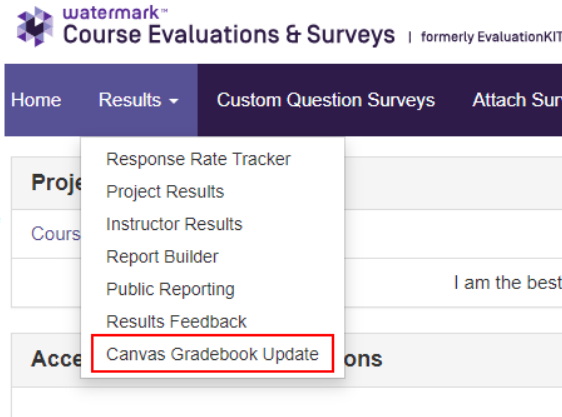 watermark™
Course Evaluations & Surveys | formerly EvaluationKIT
Home Results Custom Question Surveys Attach Sur
Response Rate Tracker
Proje
Project Results
Instructor Results
Cours
Report Builder
I am the best
Public Reporting
Results Feedback
Canvas Gradebook Update
Acce ons